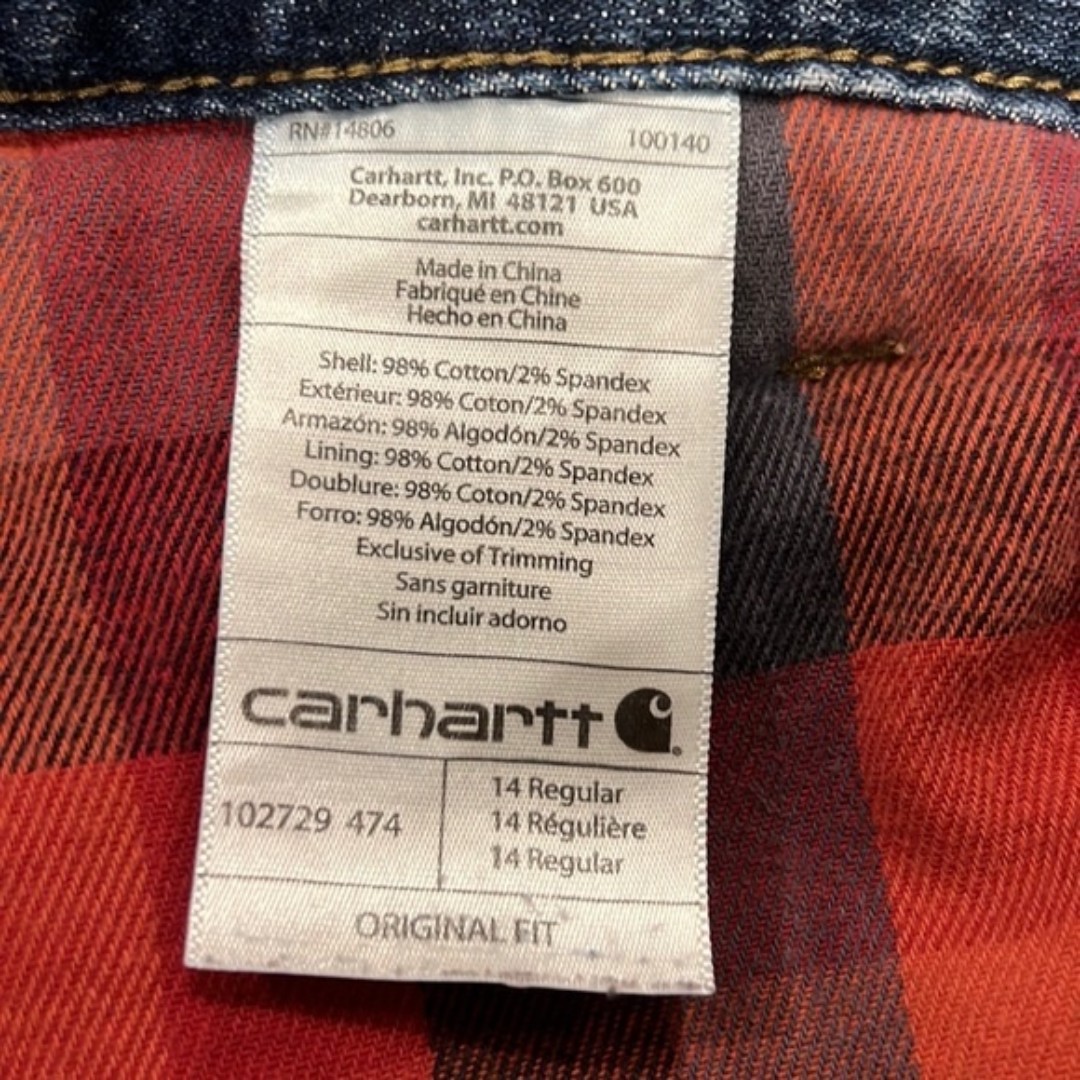 RN#14806 100140
Carhartt, Inc. P.O. Box 600
Dearborn, MI 48121 USA
carhartt.com
Made in China
Fabriqué en Chine
Hecho en China
Shell: 98% Cotton/2% Spandex
Extérieur: 98% Coton/2% Spandex
Armazón: 98% Algodón/2% Spandex
Lining: 98% Cotton/2% Spandex
Doublure: 98% Coton/2% Spandex
Forro: 98% Algodón/2% Spandex
Exclusive of Trimming
Sans garniture
Sin incluir adorno
carhartt
102729 474
14 Regular
14 Régulière
14 Regular
ORIGINAL FIT